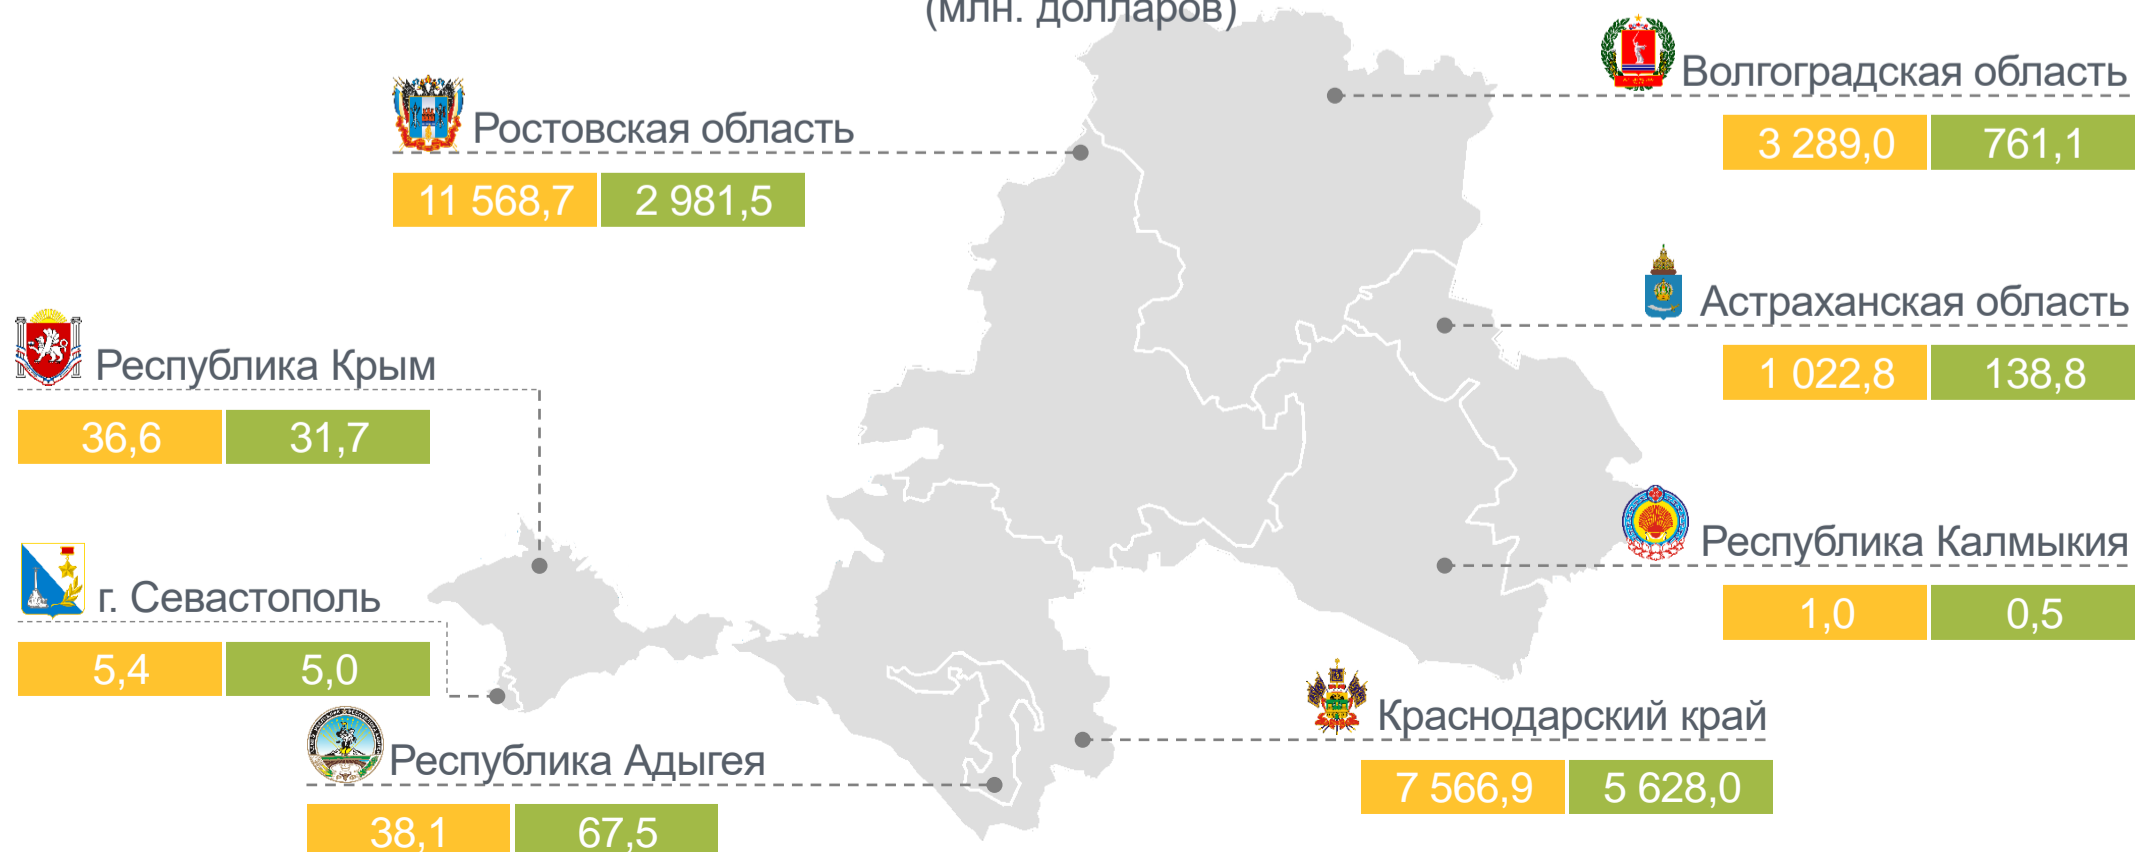 (млн. долларов)
Волгоградская область
3 289,0 761,1
Ростовская область
11 568,7 2 981,5
Астраханская область
1 022,8 138,8
Республика Крым
36,6 31,7
Республика Калмыкия
1,0 0,5
г. Севастополь
5,4 5,0
Краснодарский край
7 566,9 5 628,0
Республика Адыгея
38,1 67,5